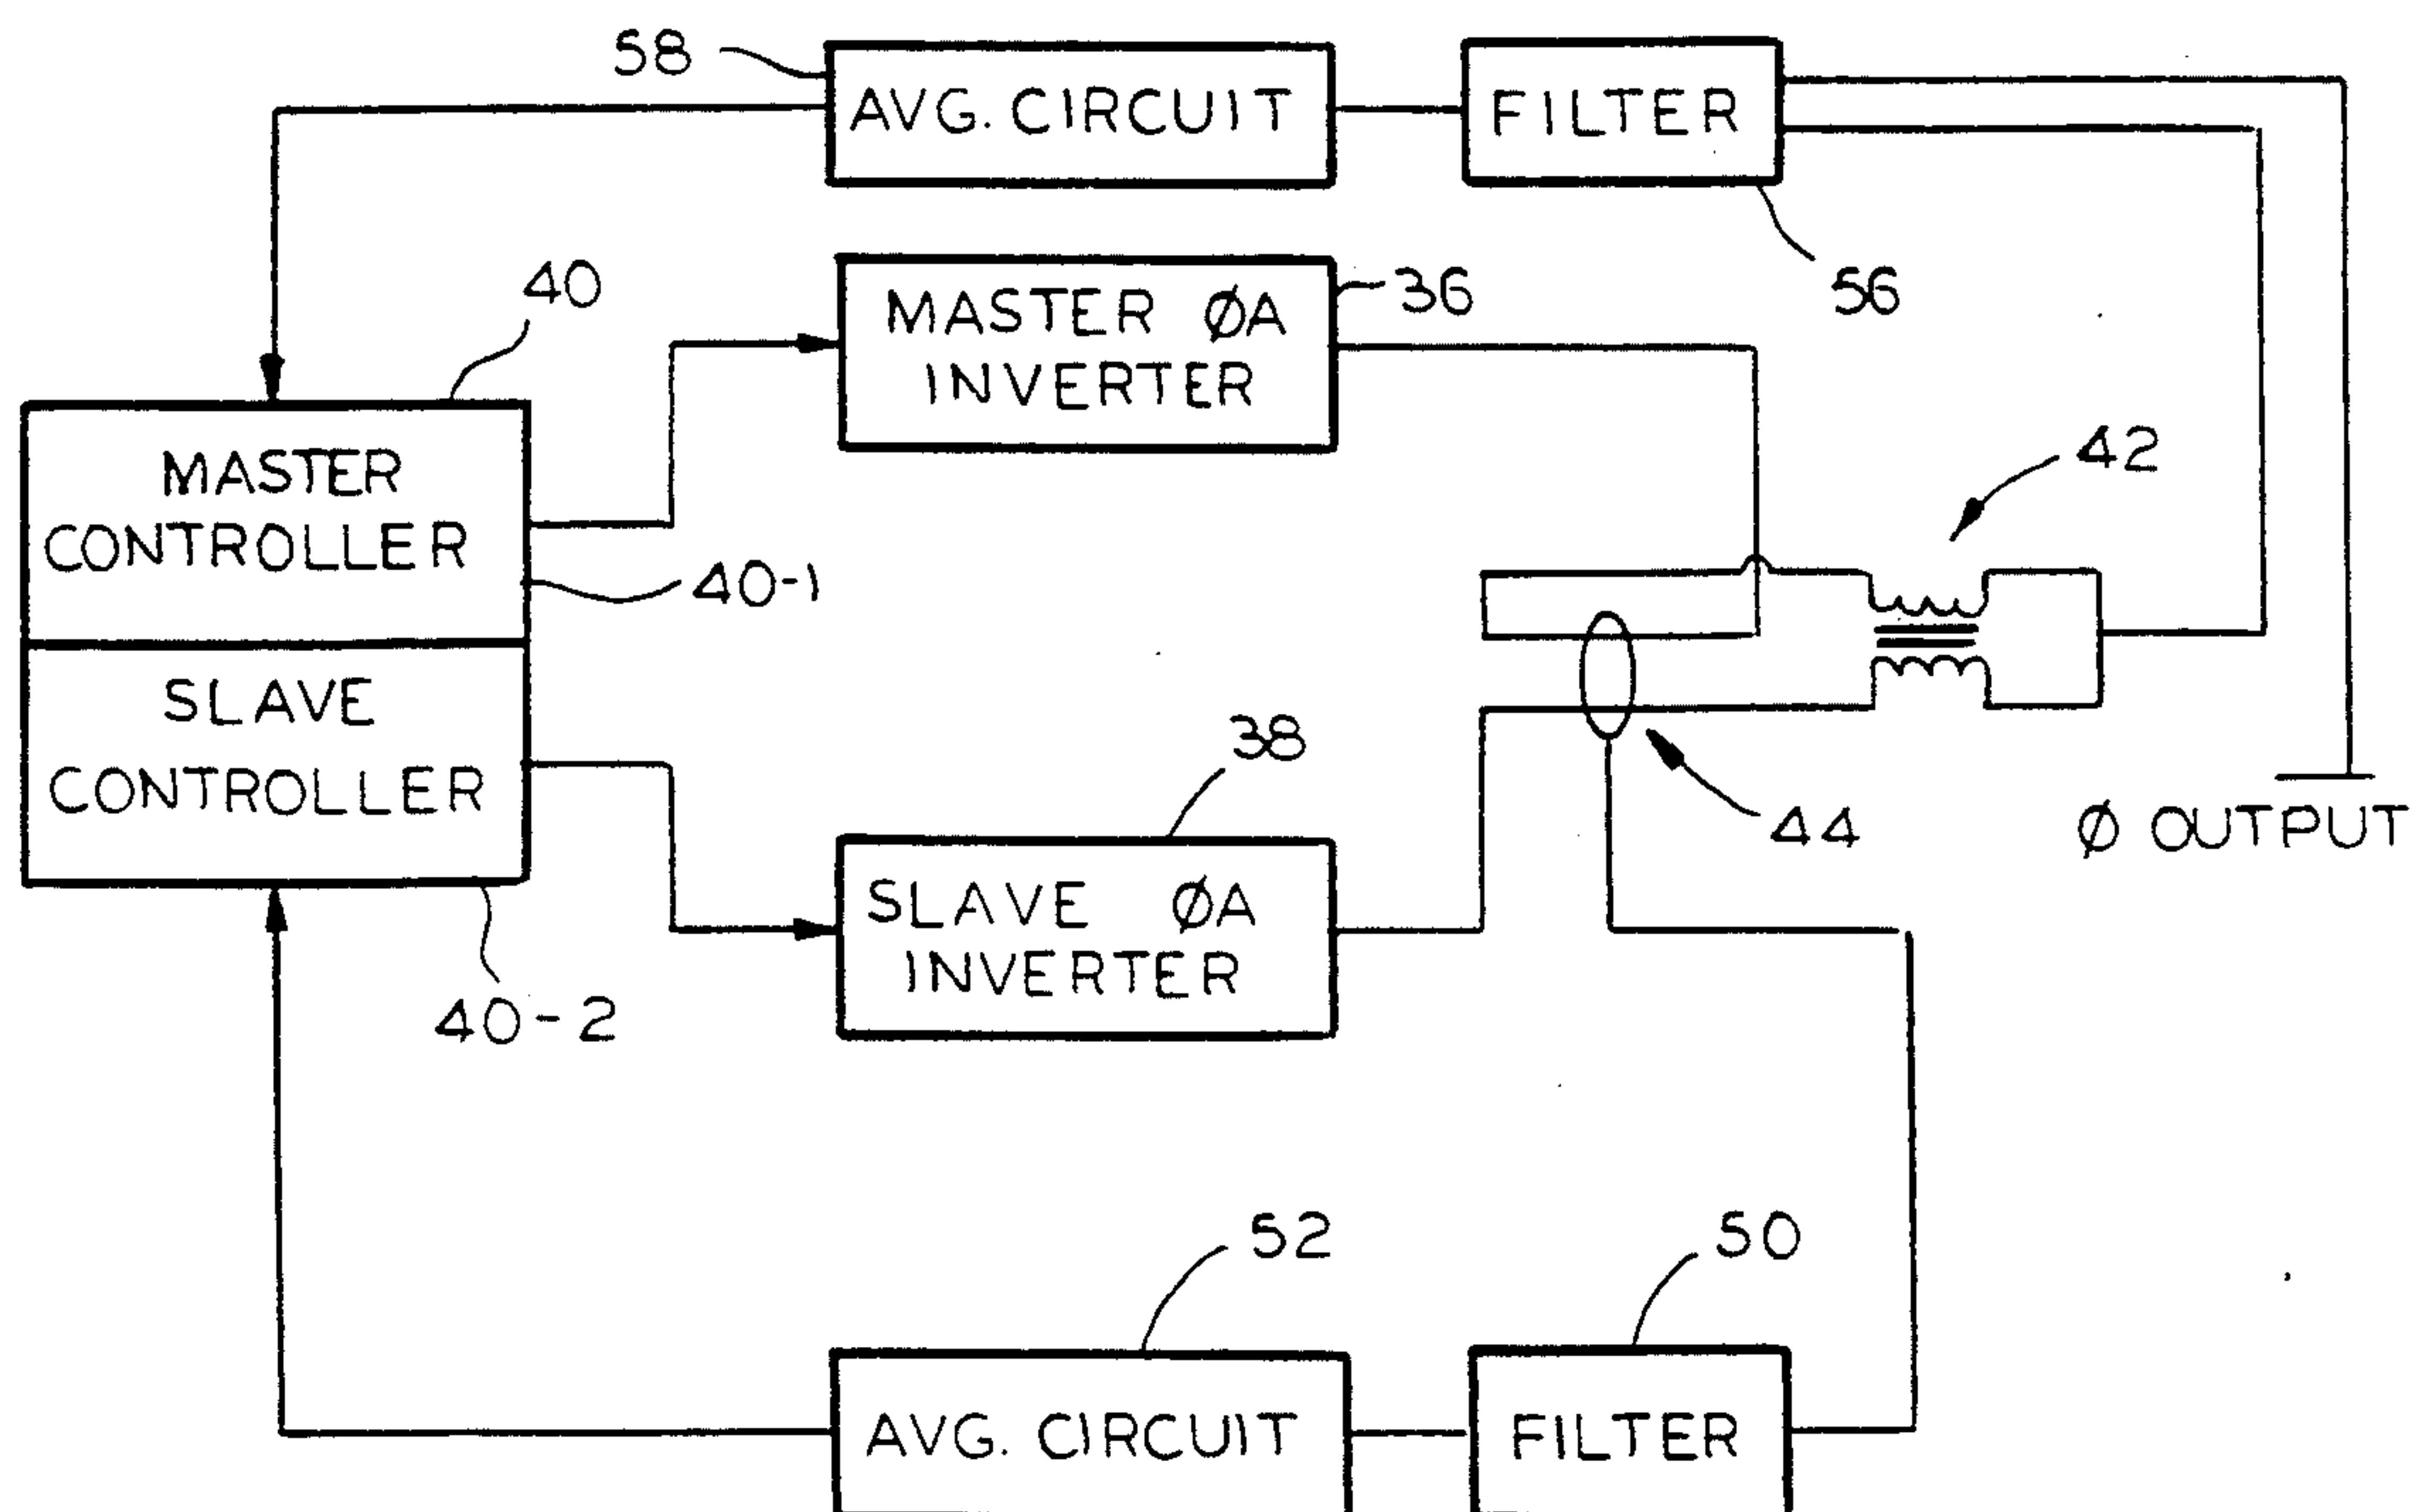 58
AVG. CIRCUIT
FILTER
56
40
MASTER ØA
INVERTER
36
MASTER
CONTROLLER
40-1
42
SLAVE
CONTROLLER
40-2
38
44
Ø OUTPUT
SLAVE ØA
INVERTER
52
50
AVG. CIRCUIT
FILTER